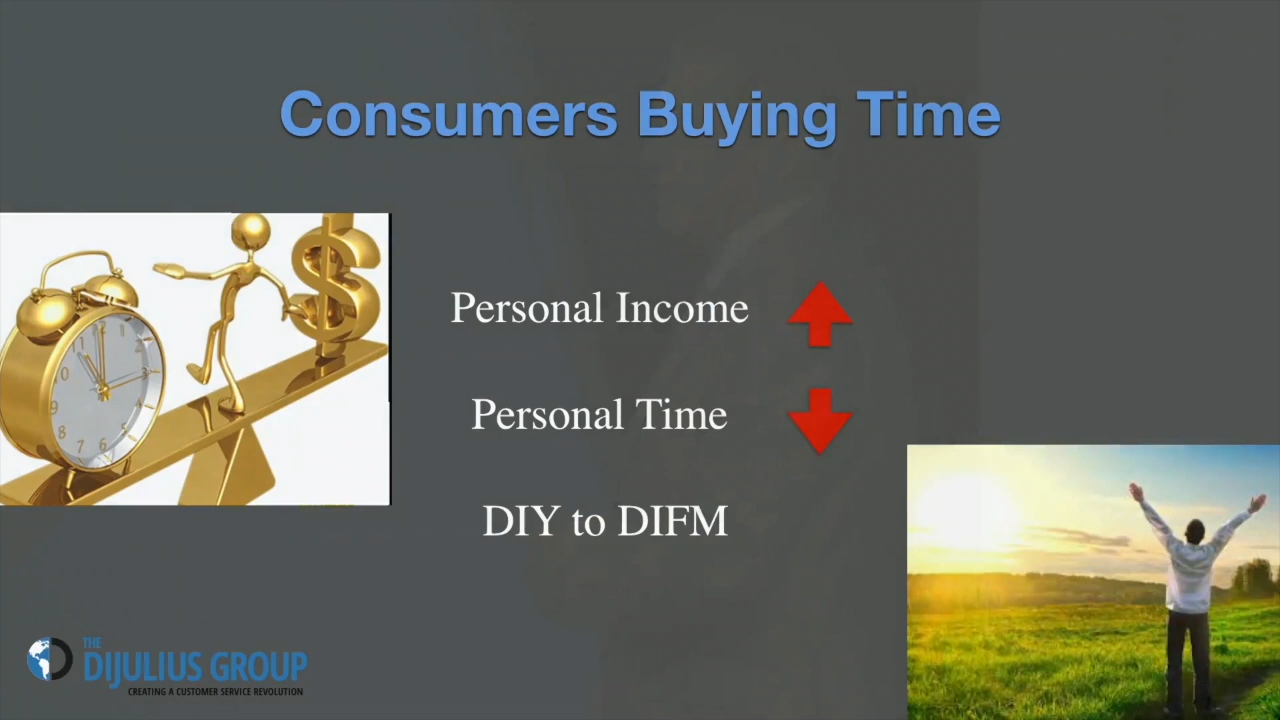 Consumers Buying Time
Personal Income
Personal Time
DIY to DIFM
THE
DIJULIUS GROUP
CREATING A CUSTOMER SERVICE REVOLUTION